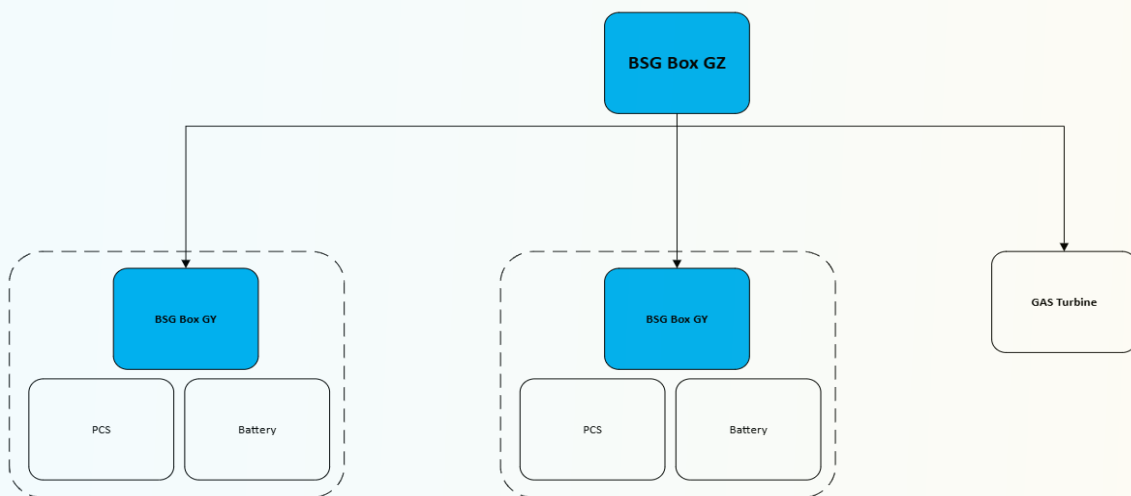 BSG Box GZ
BSG Box GY
BSG Box GY
GAS Turbine
PCS
Battery
PCS
Battery